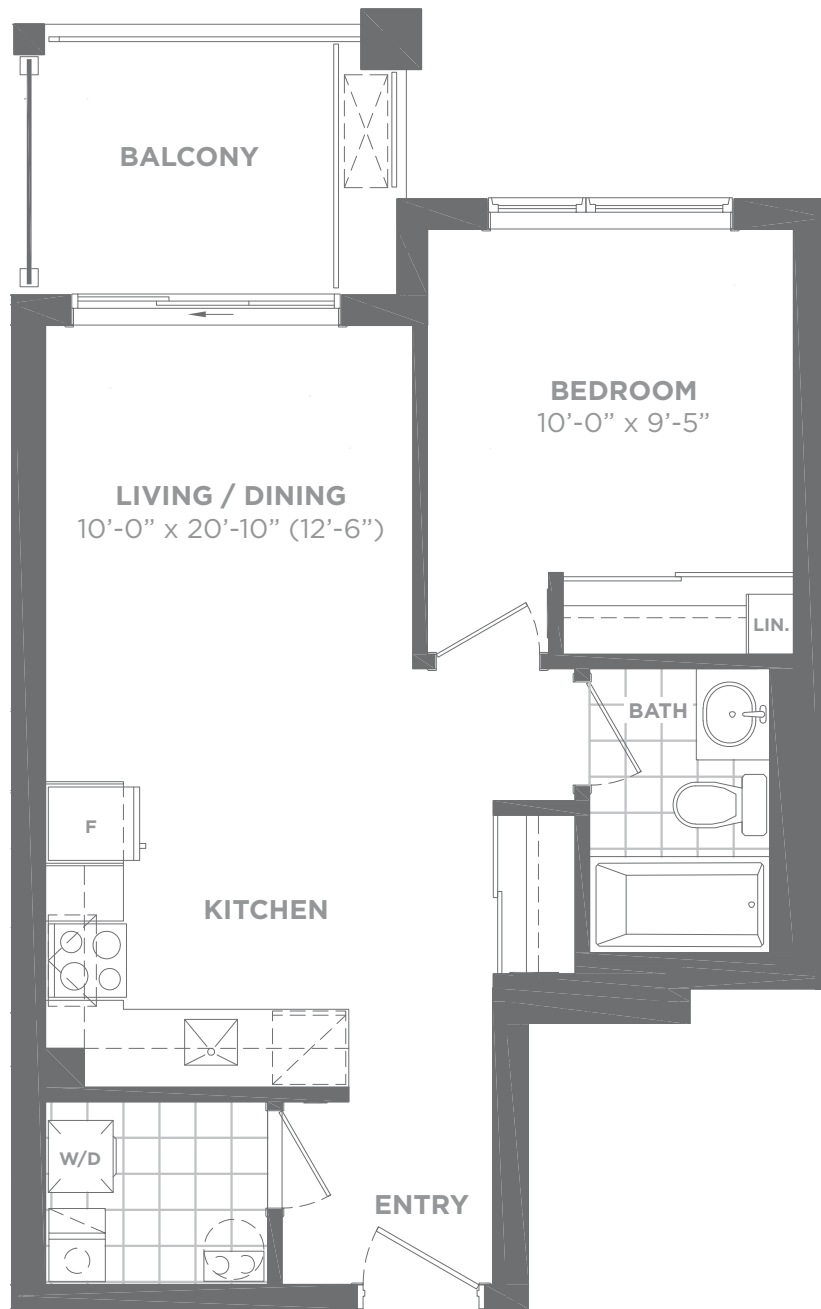 BALCONY
BEDROOM
10’-0” x 9’-5”
LIVING / DINING
10’-0” x 20’-10” (12’-6”)
LIN.
BATH
F
KITCHEN
W/D
ENTRY